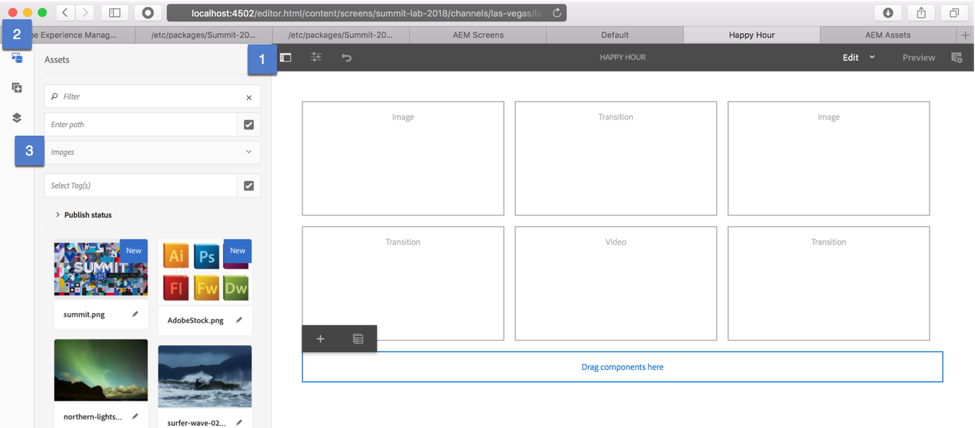 localhost:4502/editor.html/content/screens/summit-lab-2018/channels/las-vegas/
Experience Manag...
/etc/packages/Summit-20...
/etc/packages/Summit-20...
AEM Screens
Default
Happy Hour
AEM Assets
2
Assets
1
HAPPY HOUR
Edit
Preview
Filter
Enter path
3
Images
Select Tag(s)
Publish status
New
SUMMIT
summit.png
New
Ai
Ps
Fl
Fw
Dw
AdobeStock.png
northern-lights...
surfer-wave-02...
Image
Transition
Image
Transition
Video
Transition
Drag components here